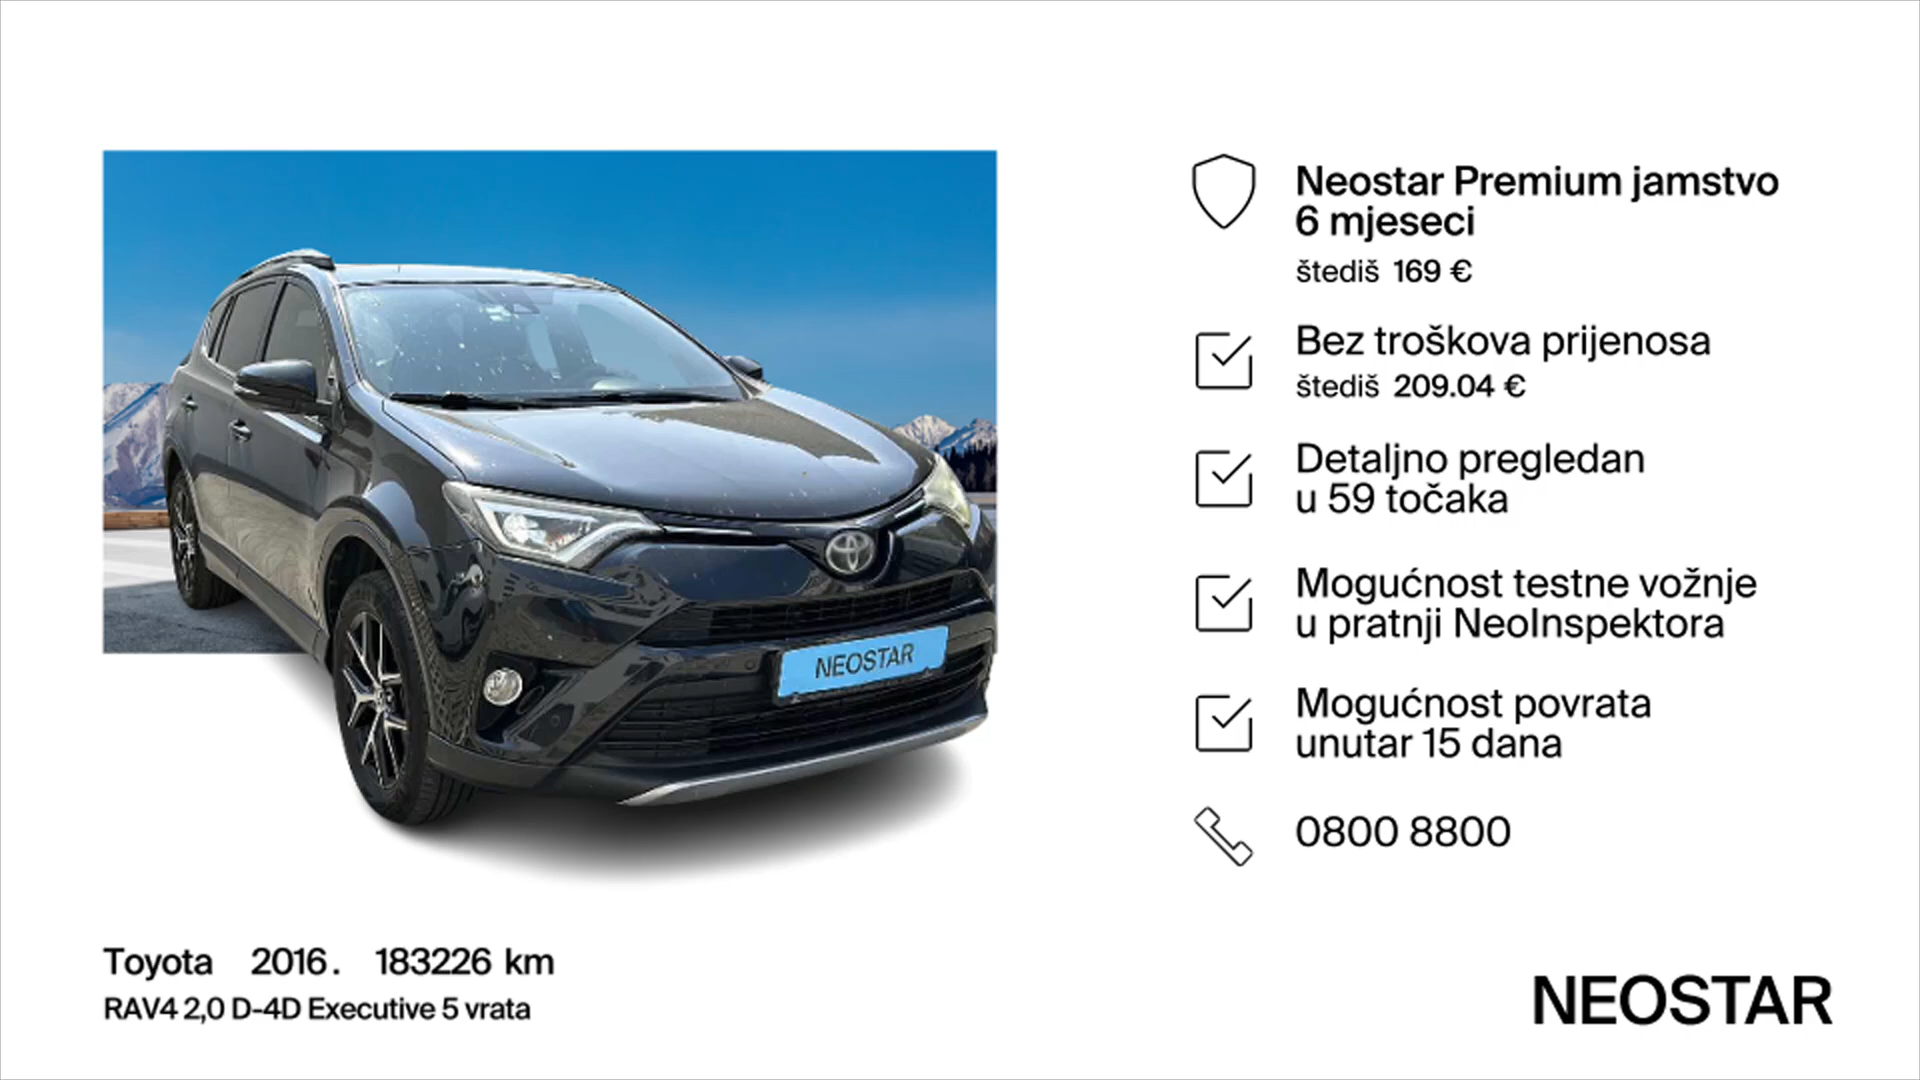 Neostar Premium jamstvo
6 mjeseci
štediš 169 €
Bez troškova prijenosa
štediš 209.04 €
Detaljno pregledan
u 59 točaka
Mogućnost testne vožnje
u pratnji NeoInspektora
Mogućnost povrata
unutar 15 dana
0800 8800
NEOSTAR
Toyota 2016. 183226 km
RAV4 2,0 D-4D Executive 5 vrata
NEOSTAR